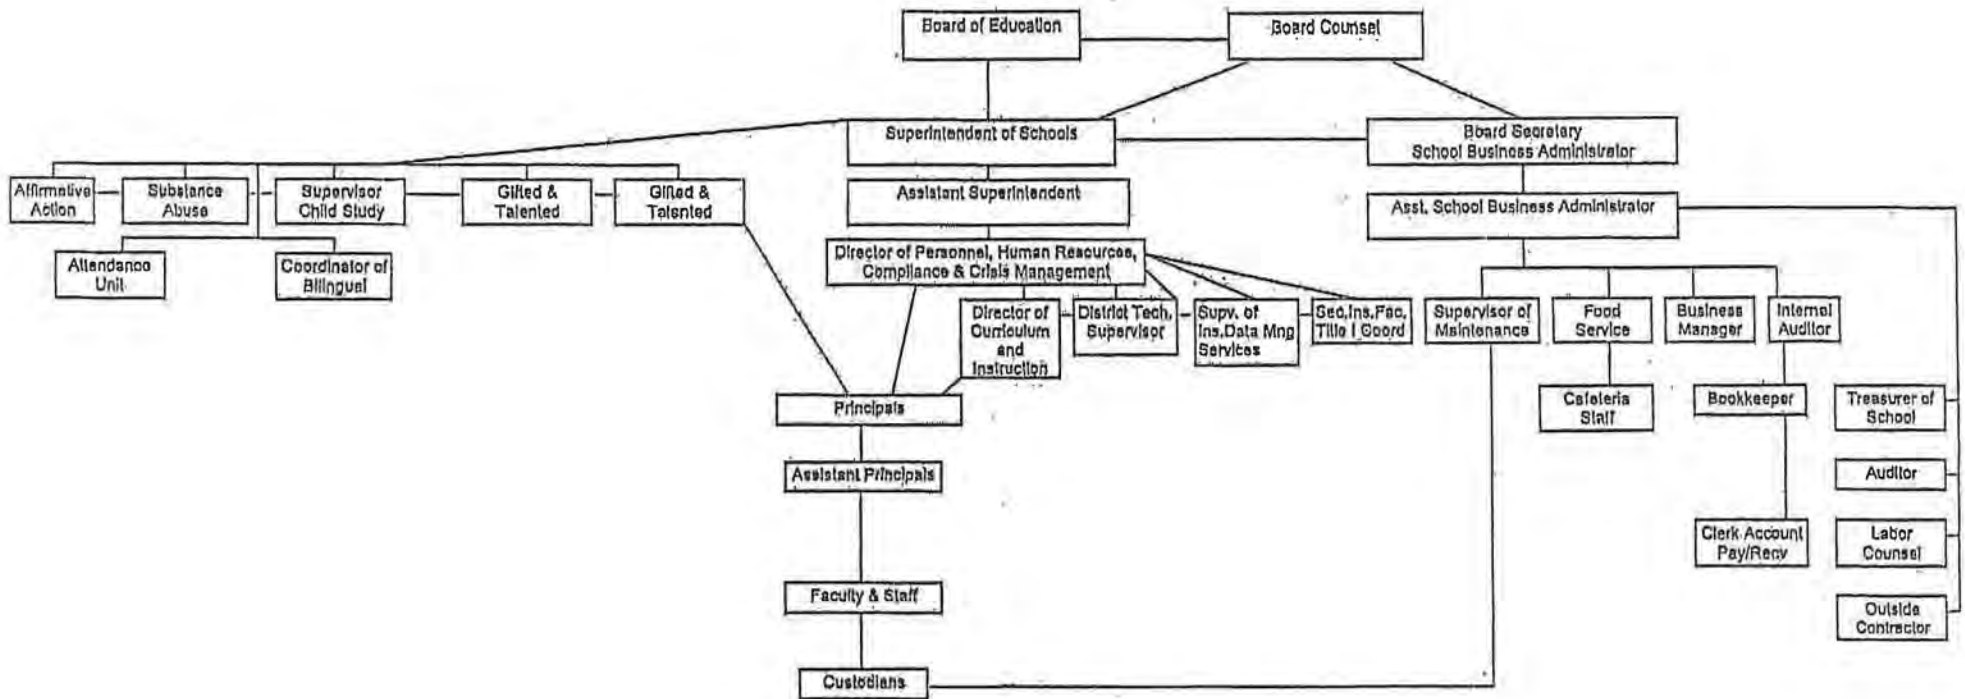 Board of Education
Board Counsel
Superintendent of Schools
Board Secretary
School Business Administrator
Affirmative
Action
Substance
Abuse
Supervisor
Child Study
Gifted &
Talented
Gifted &
Talented
Assistant Superintendent
Asst. School Business Administrator
Attendance
Unit
Coordinator of
Bilingual
Director of Personnel, Human Resources,
Compliance & Crisis Management
Director of
Curriculum
and
Instruction
District Tech.
Supervisor
Supv. of
Ins, Data Mng
Services
Sec, Ins, Fac,
Title I Coord
Supervisor of
Maintenance
Food
Service
Business
Manager
Internal
Auditor
Principals
Cafeteria
Staff
Bookkeeper
Treasurer of
School
Assistant Principals
Auditor
Clerk Account
Pay/Recv
Labor
Counsel
Faculty & Staff
Outside
Contractor
Custodians